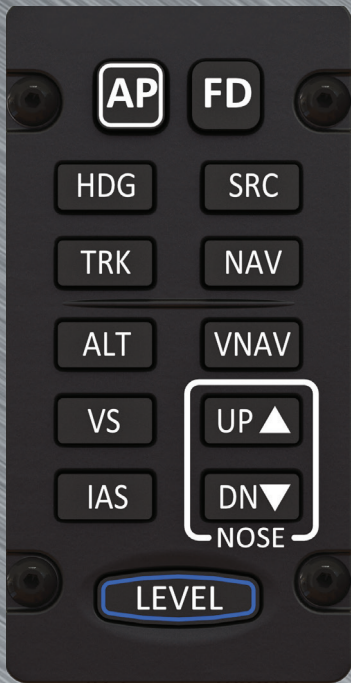 AP FD
HDG SRC
TRK NAV
ALT VNAV
VS UP▲
IAS DN▼
NOSE
LEVEL